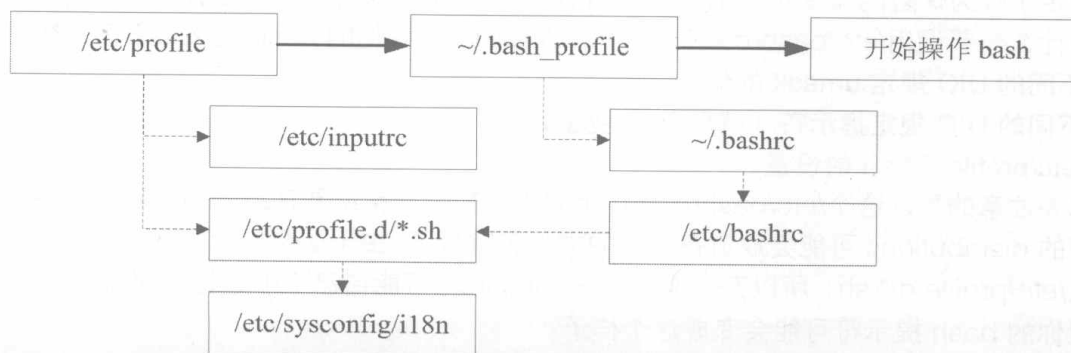 /etc/profile
~/.bash_profile
开始操作 bash
/etc/inputrc
~/.bashrc
/etc/profile.d/*.sh
/etc/bashrc
/etc/sysconfig/i18n